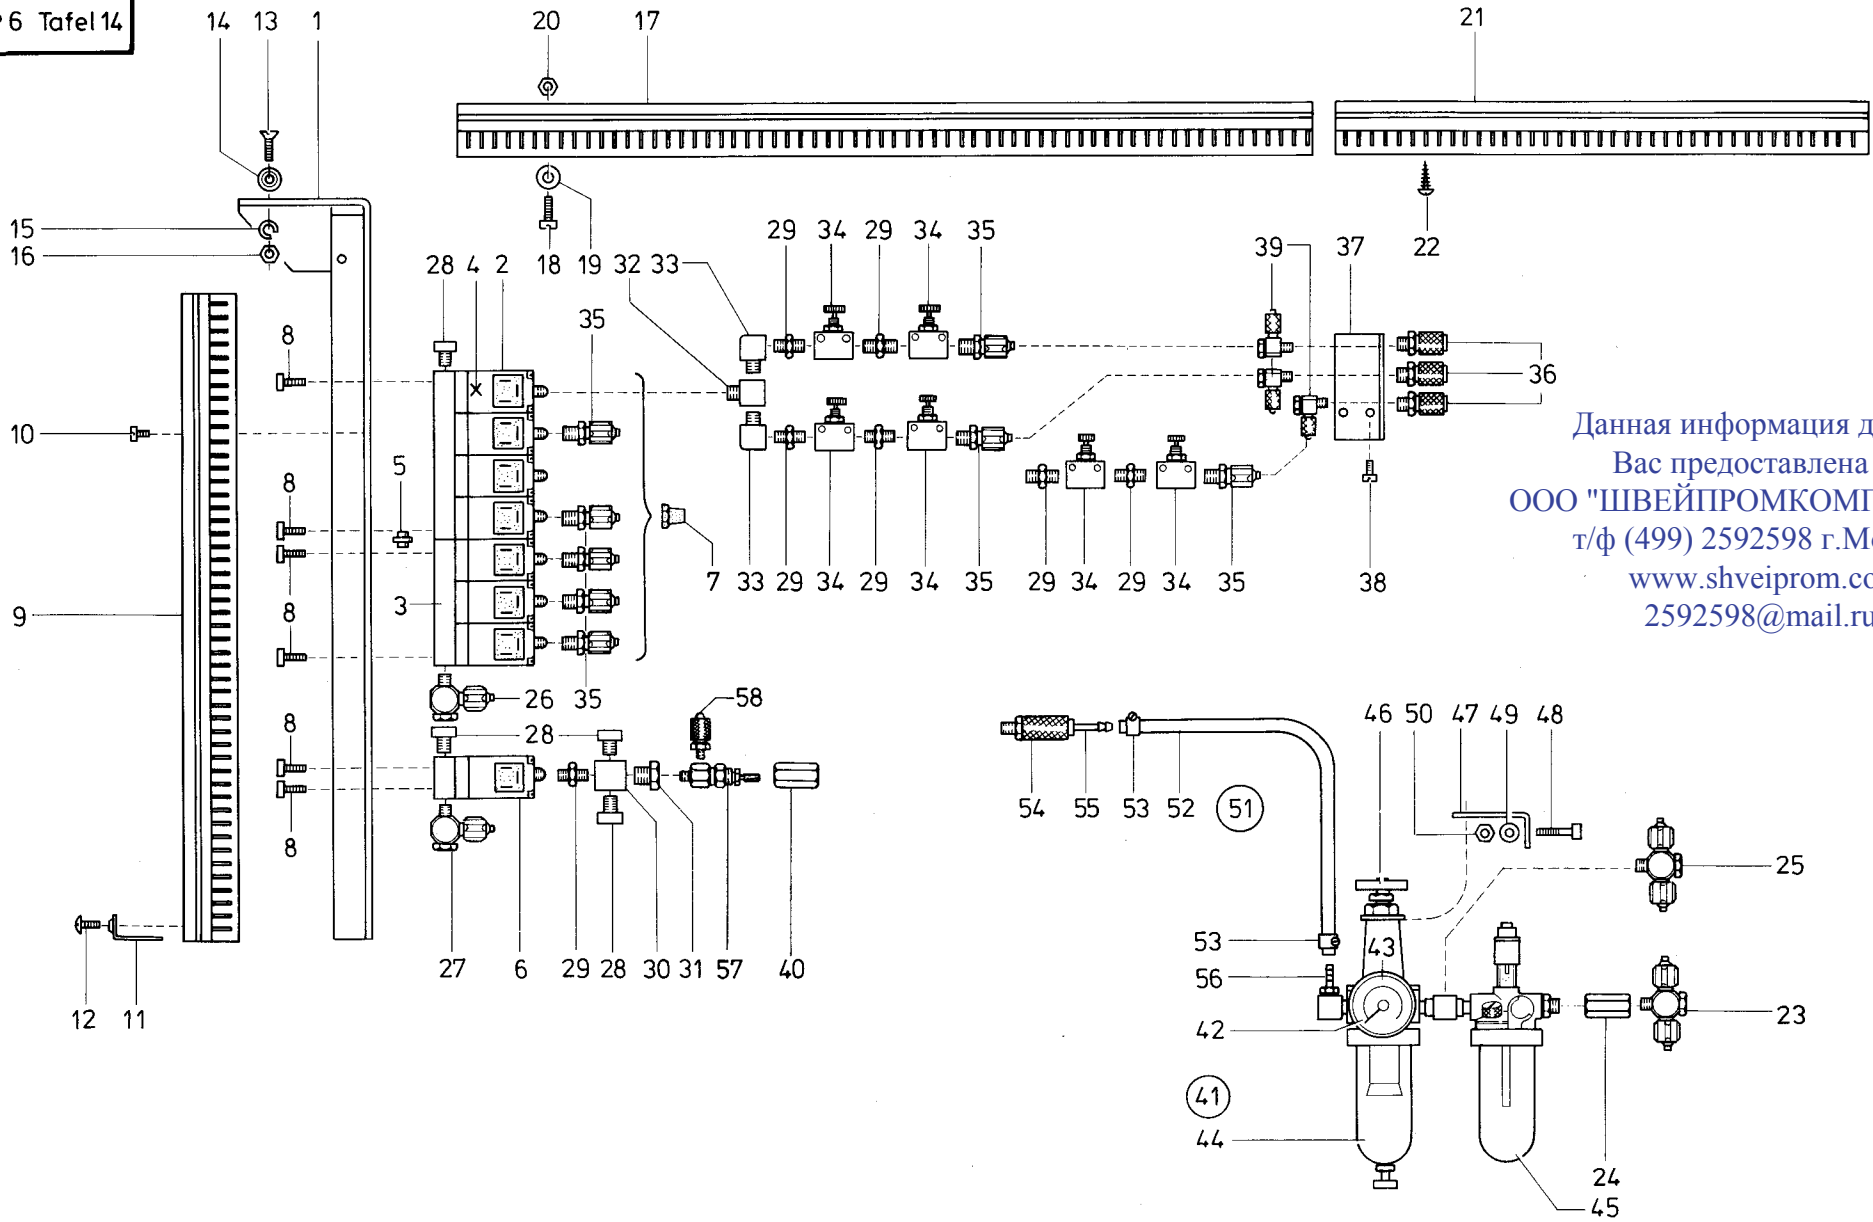 6 Tafel 14
14 13 1 20 17 21
15
16
28 4 2 18 19 32 33 29 34 29 34 35 39 37 22
35
8
36
10
8 5
3
8
7 33 29 34 29 34 35 29 34 29 34 35 38
9
26 35 58
28
8
8
54 55 53 52 51 46 50 47 49 48
25
27 6 29 28 30 31 57 40
53
43
56
12 11
42
23
41
44
24
45
Данная информация д
Вас предоставлена
ООО "ШВЕЙПРОМКОМП
т/ф (499) 2592598 г.М
www.shveiprom.co
2592598@mail.ru